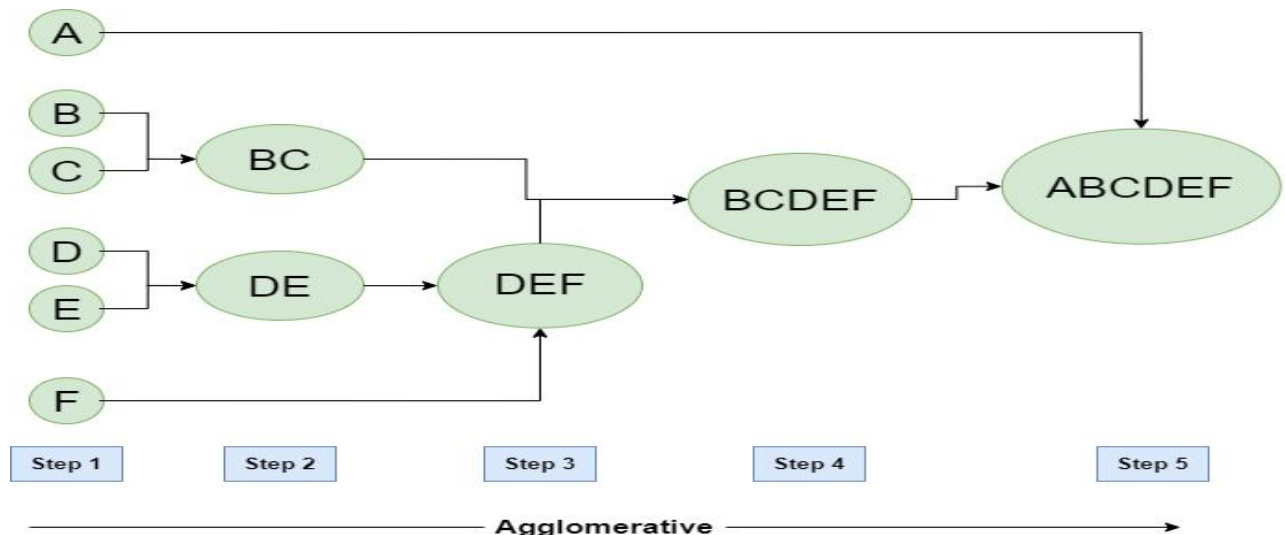 A
B
C
BC
BCDEF
ABCDEF
D
E
DE
DEF
F
Step 1 Step 2 Step 3 Step 4 Step 5
Agglomerative